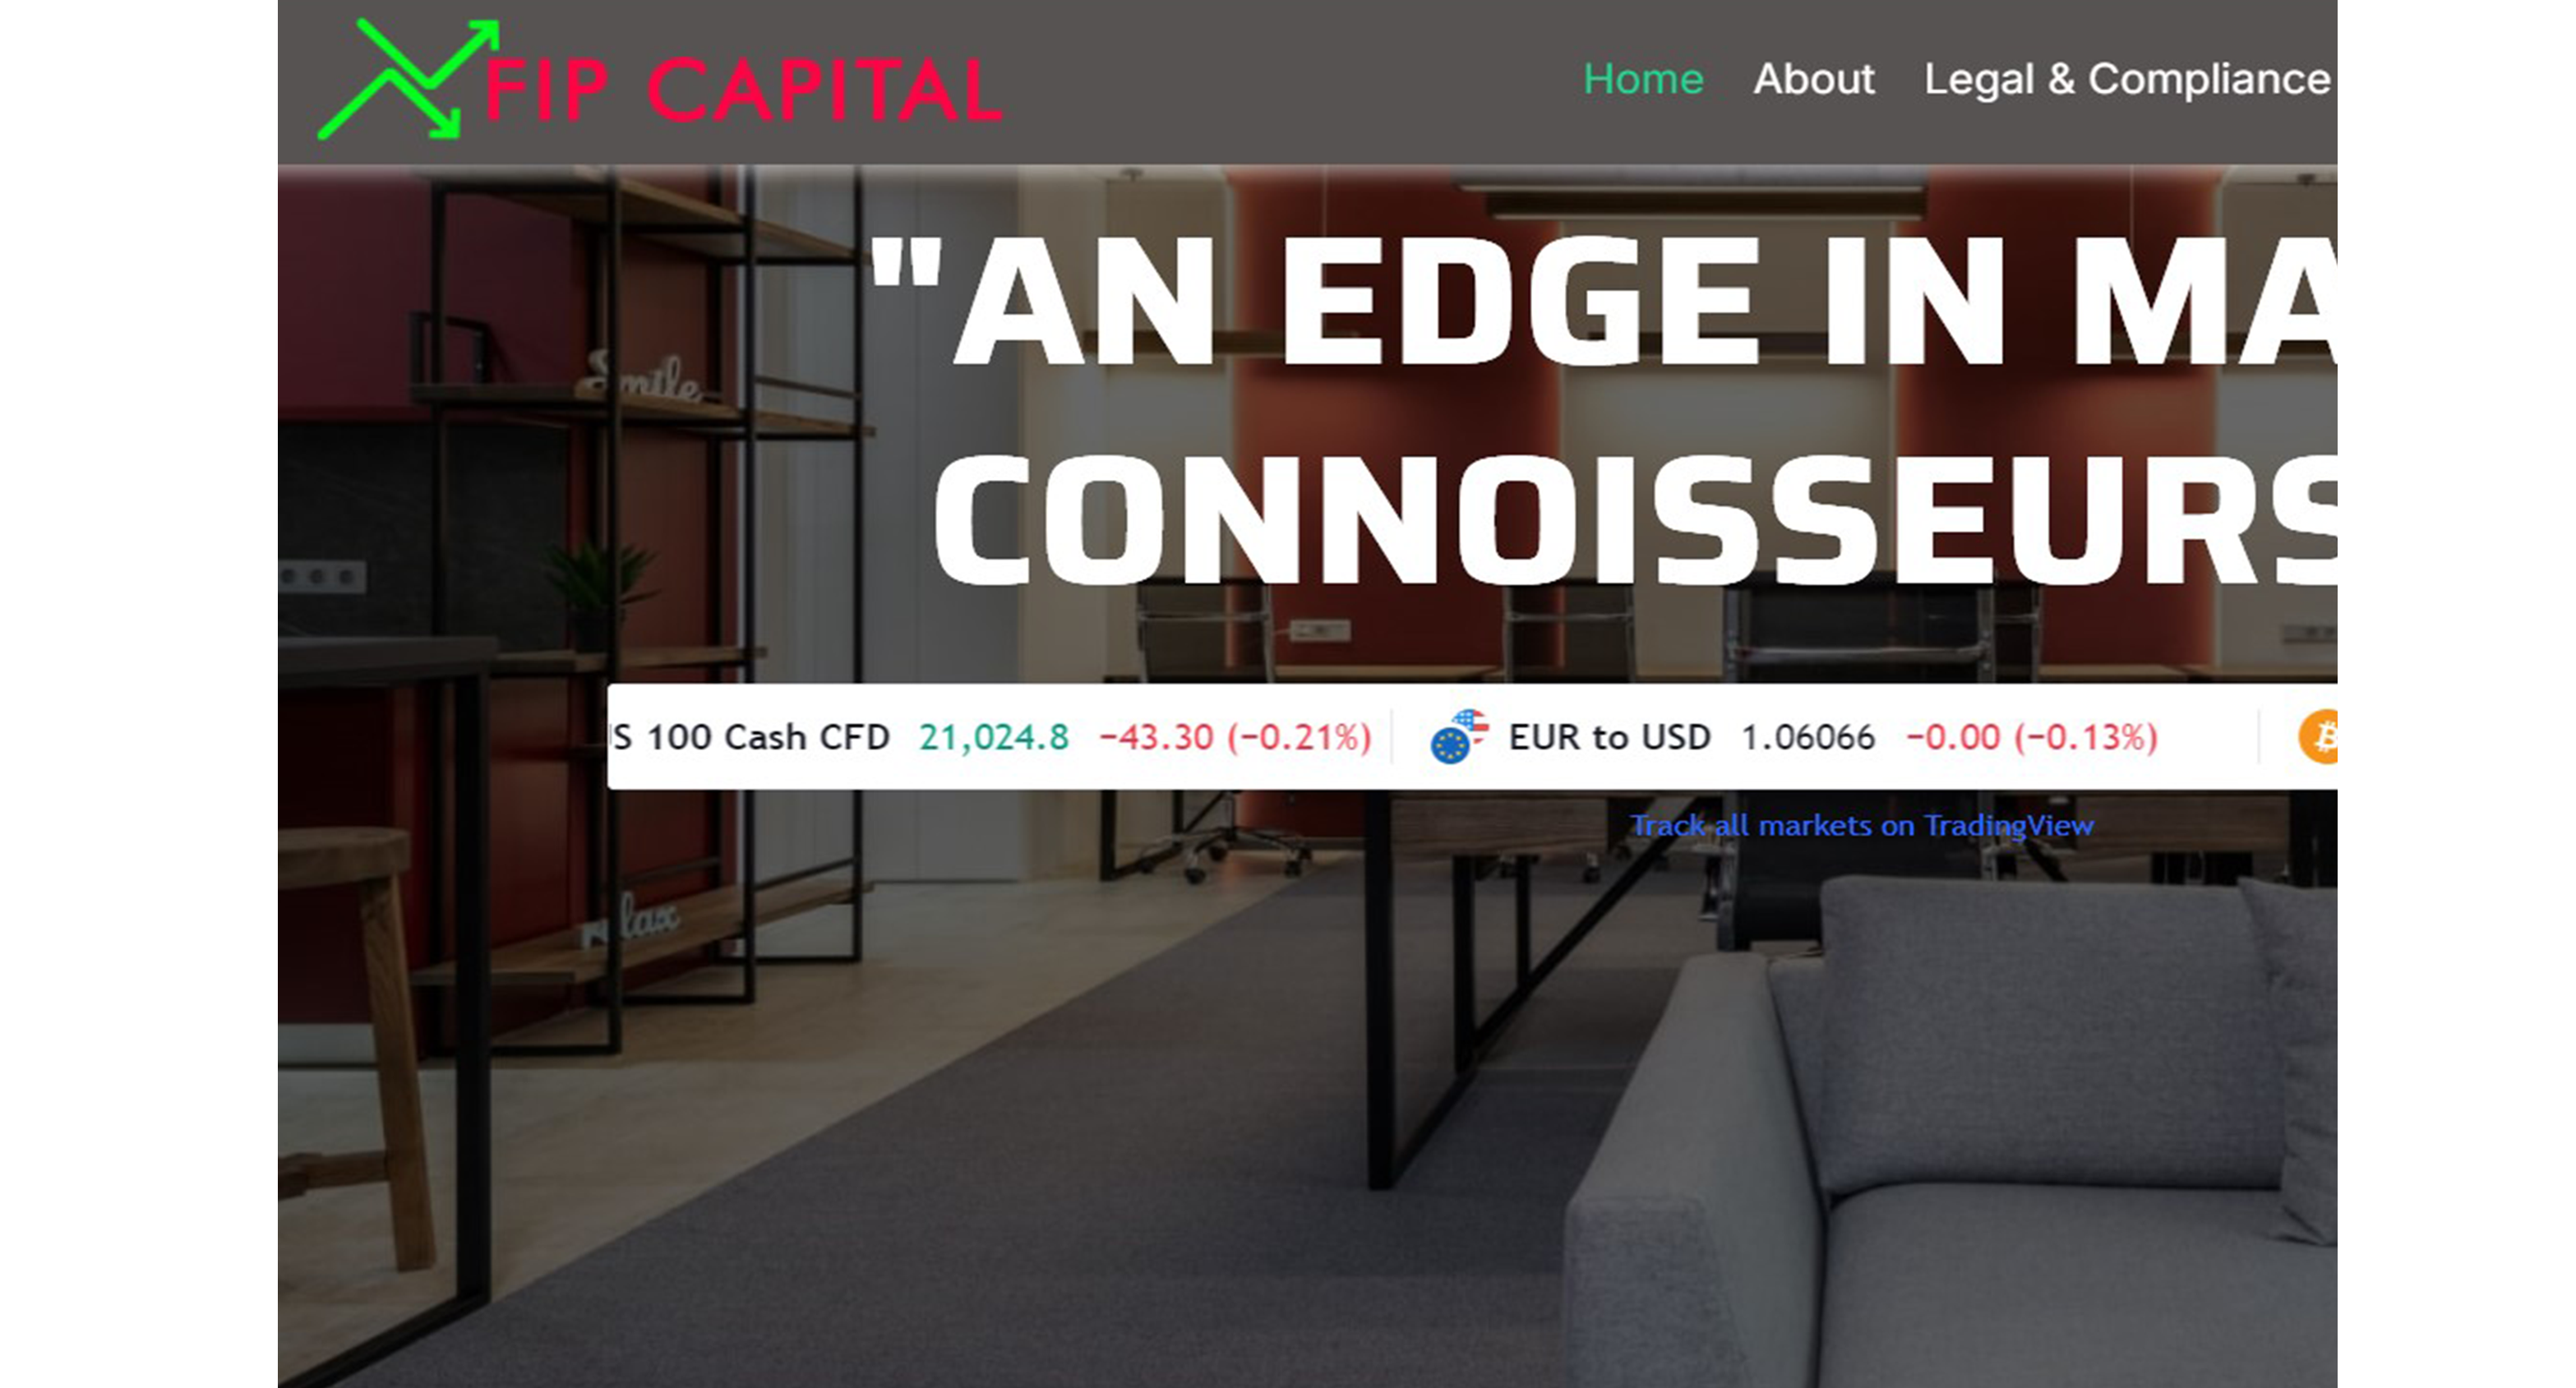 FIP CAPITAL
Home About Legal & Compliance
"AN EDGE IN MA
CONNOISSEURS
Smile
S 100 Cash CFD 21,024.8 −43.30 (−0.21%) EUR to USD 1.06066 −0.00 (−0.13%)
Track all markets on TradingView
relax